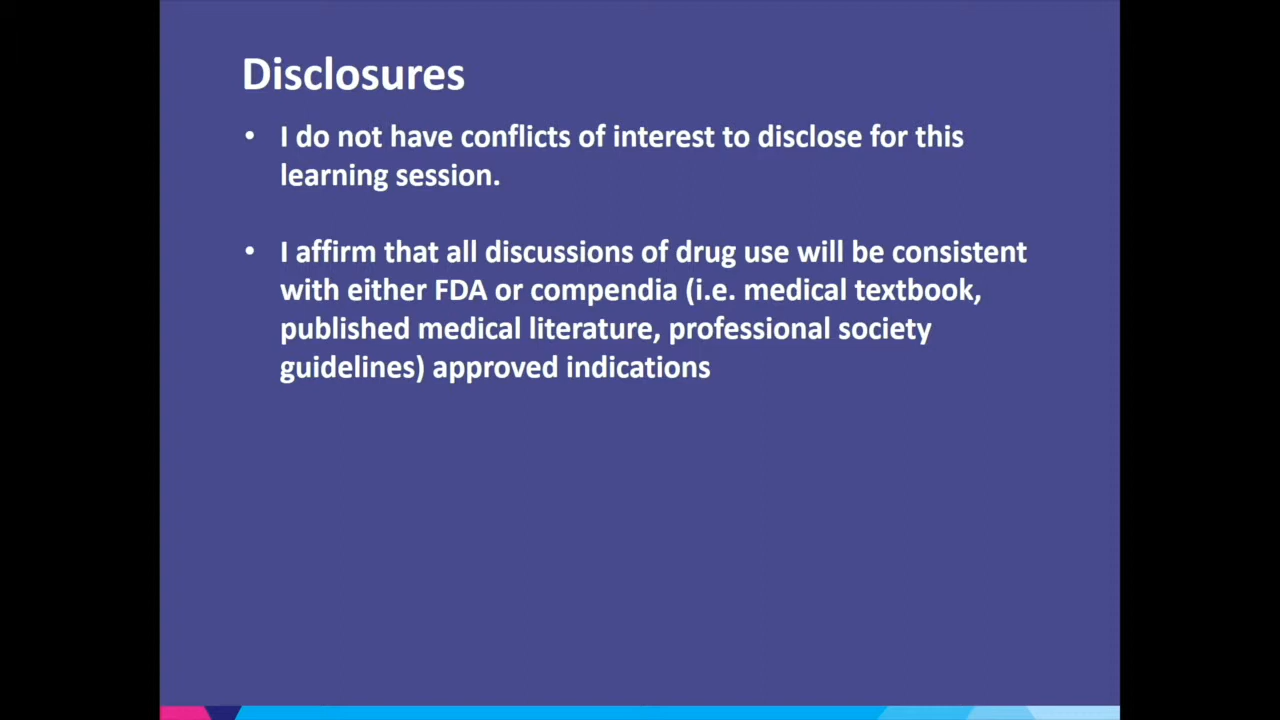 Disclosures
• I do not have conflicts of interest to disclose for this
learning session.
• I affirm that all discussions of drug use will be consistent
with either FDA or compendia (i.e. medical textbook,
published medical literature, professional society
guidelines) approved indications